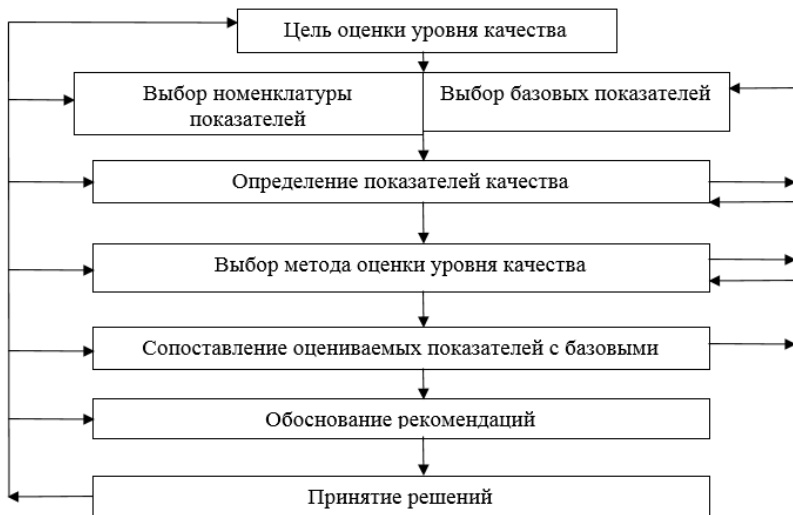 Цель оценки уровня качества
Выбор номенклатуры
показателей
Выбор базовых показателей
Определение показателей качества
Выбор метода оценки уровня качества
Сопоставление оцениваемых показателей с базовыми
Обоснование рекомендаций
Принятие решений